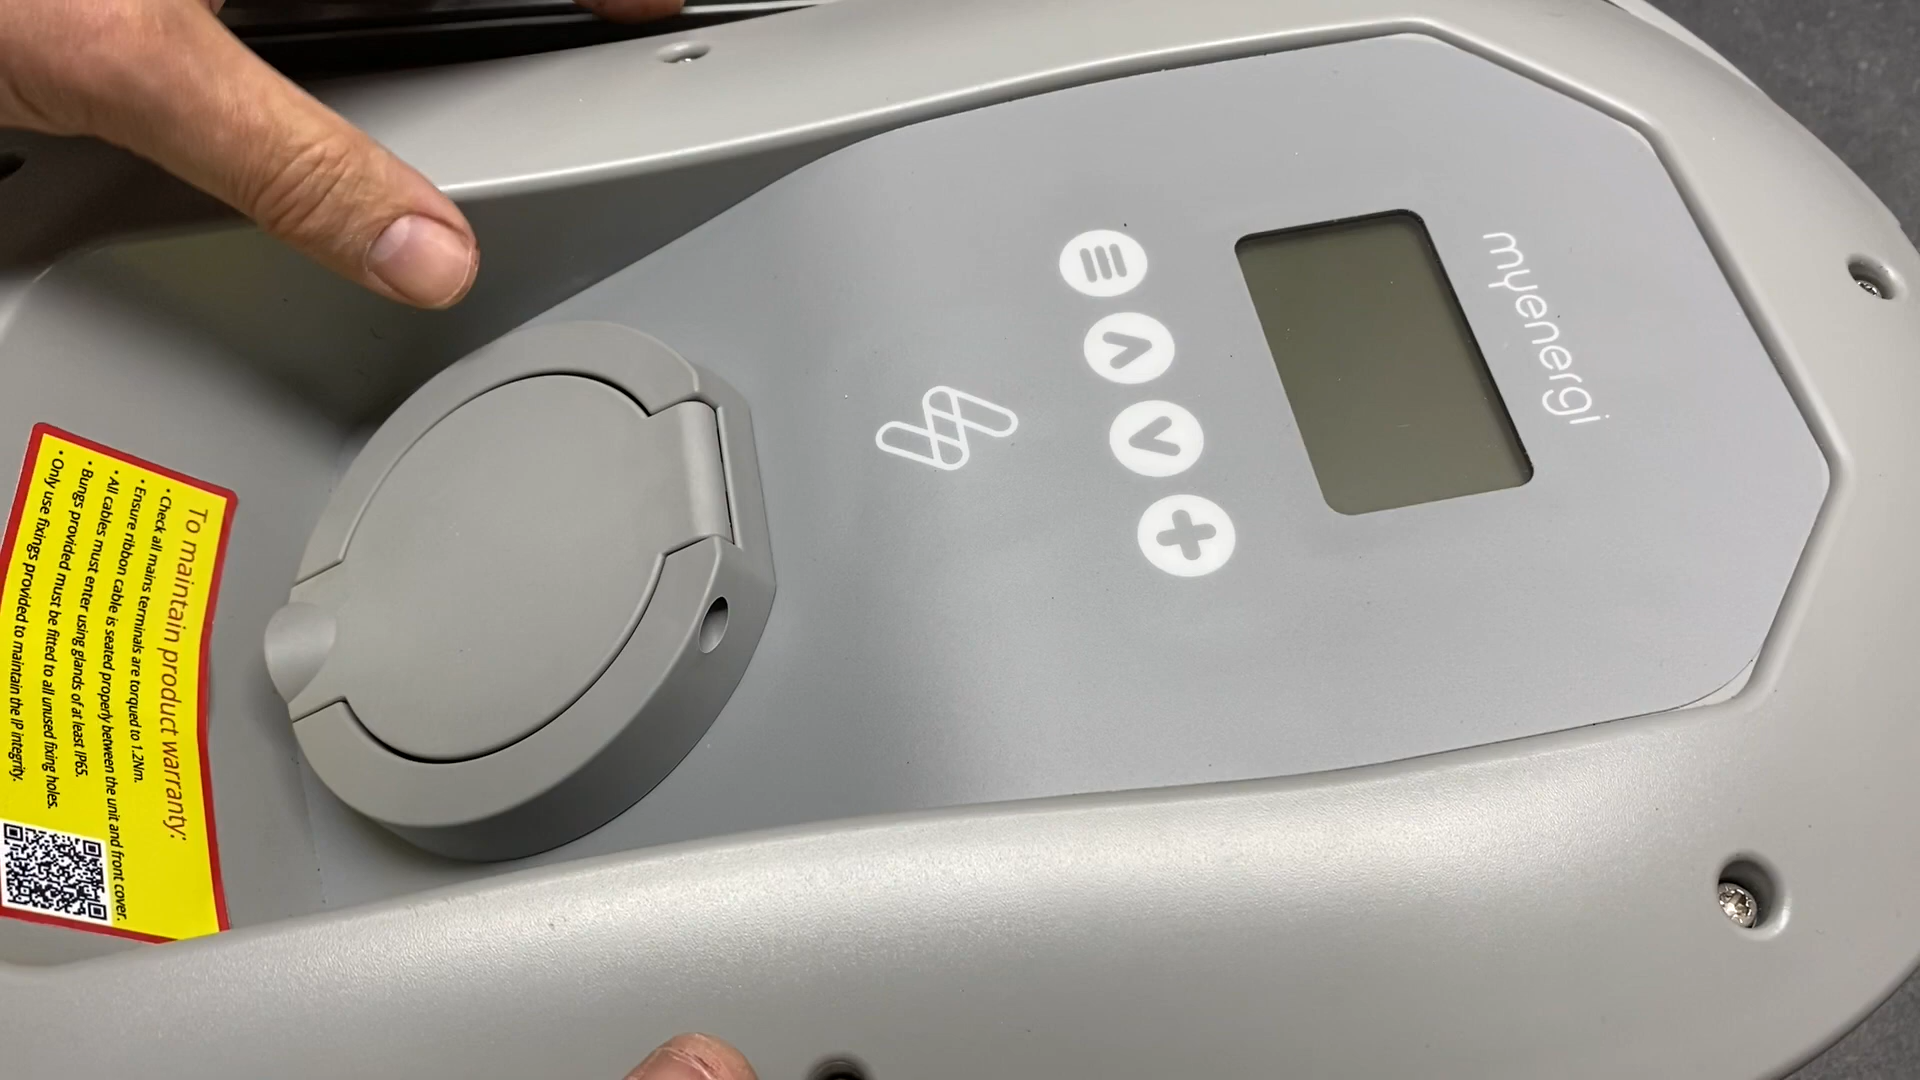 myenergi
To maintain product warranty:
• Check all mains terminals are torqued to 1.2Nm.
• Ensure ribbon cable is seated properly between the unit and front cover.
• All cables must enter using glands of at least IP65.
• Bungs provided must be fitted to all unused fixing holes.
• Only use fixings provided to maintain the IP integrity.